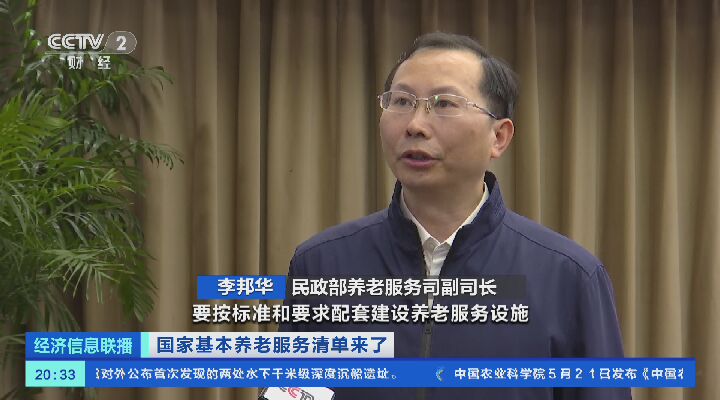 CCTV 2
财经
李邦华 民政部养老服务司副司长
要按标准和要求配套建设养老服务设施
经济信息联播 国家基本养老服务清单来了
20:33 对外公布首次发现的两处水下千米级深度沉船遗址。 《 中国农业科学院5月21日发布《中国